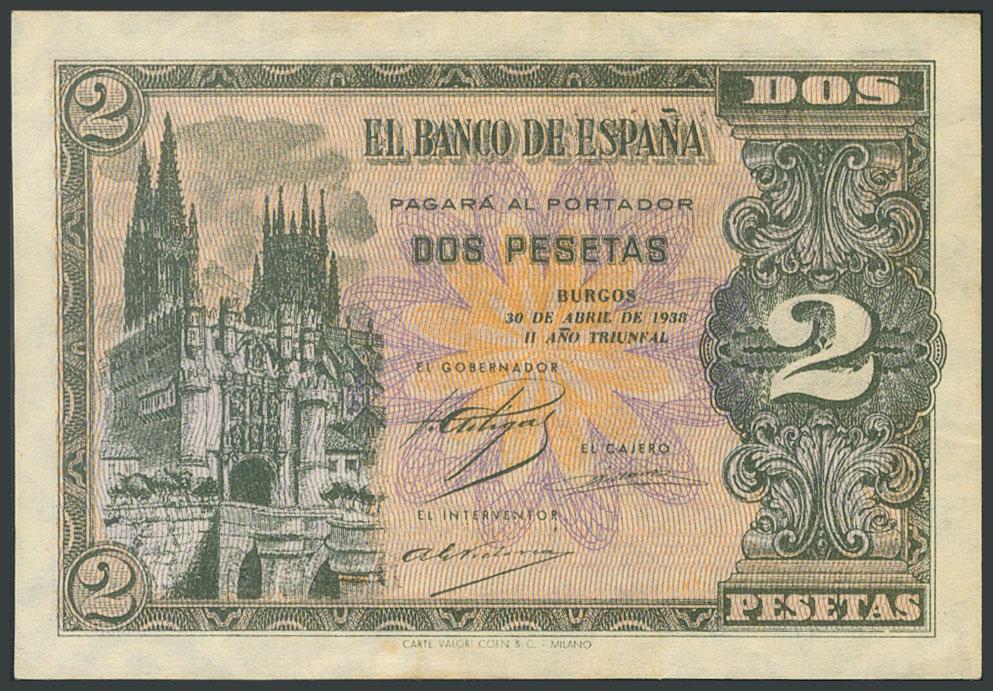 2
DOS
EL BANCO DE ESPAÑA
PAGARÁ AL PORTADOR
DOS PESETAS
BURGOS
30 DE ABRIL DE 1938
II AÑO TRIUNFAL
2
EL GOBERNADOR
EL CAJERO
EL INTERVENTOR
2
PESETAS
CARTE VALORI COEN & C. - MILANO